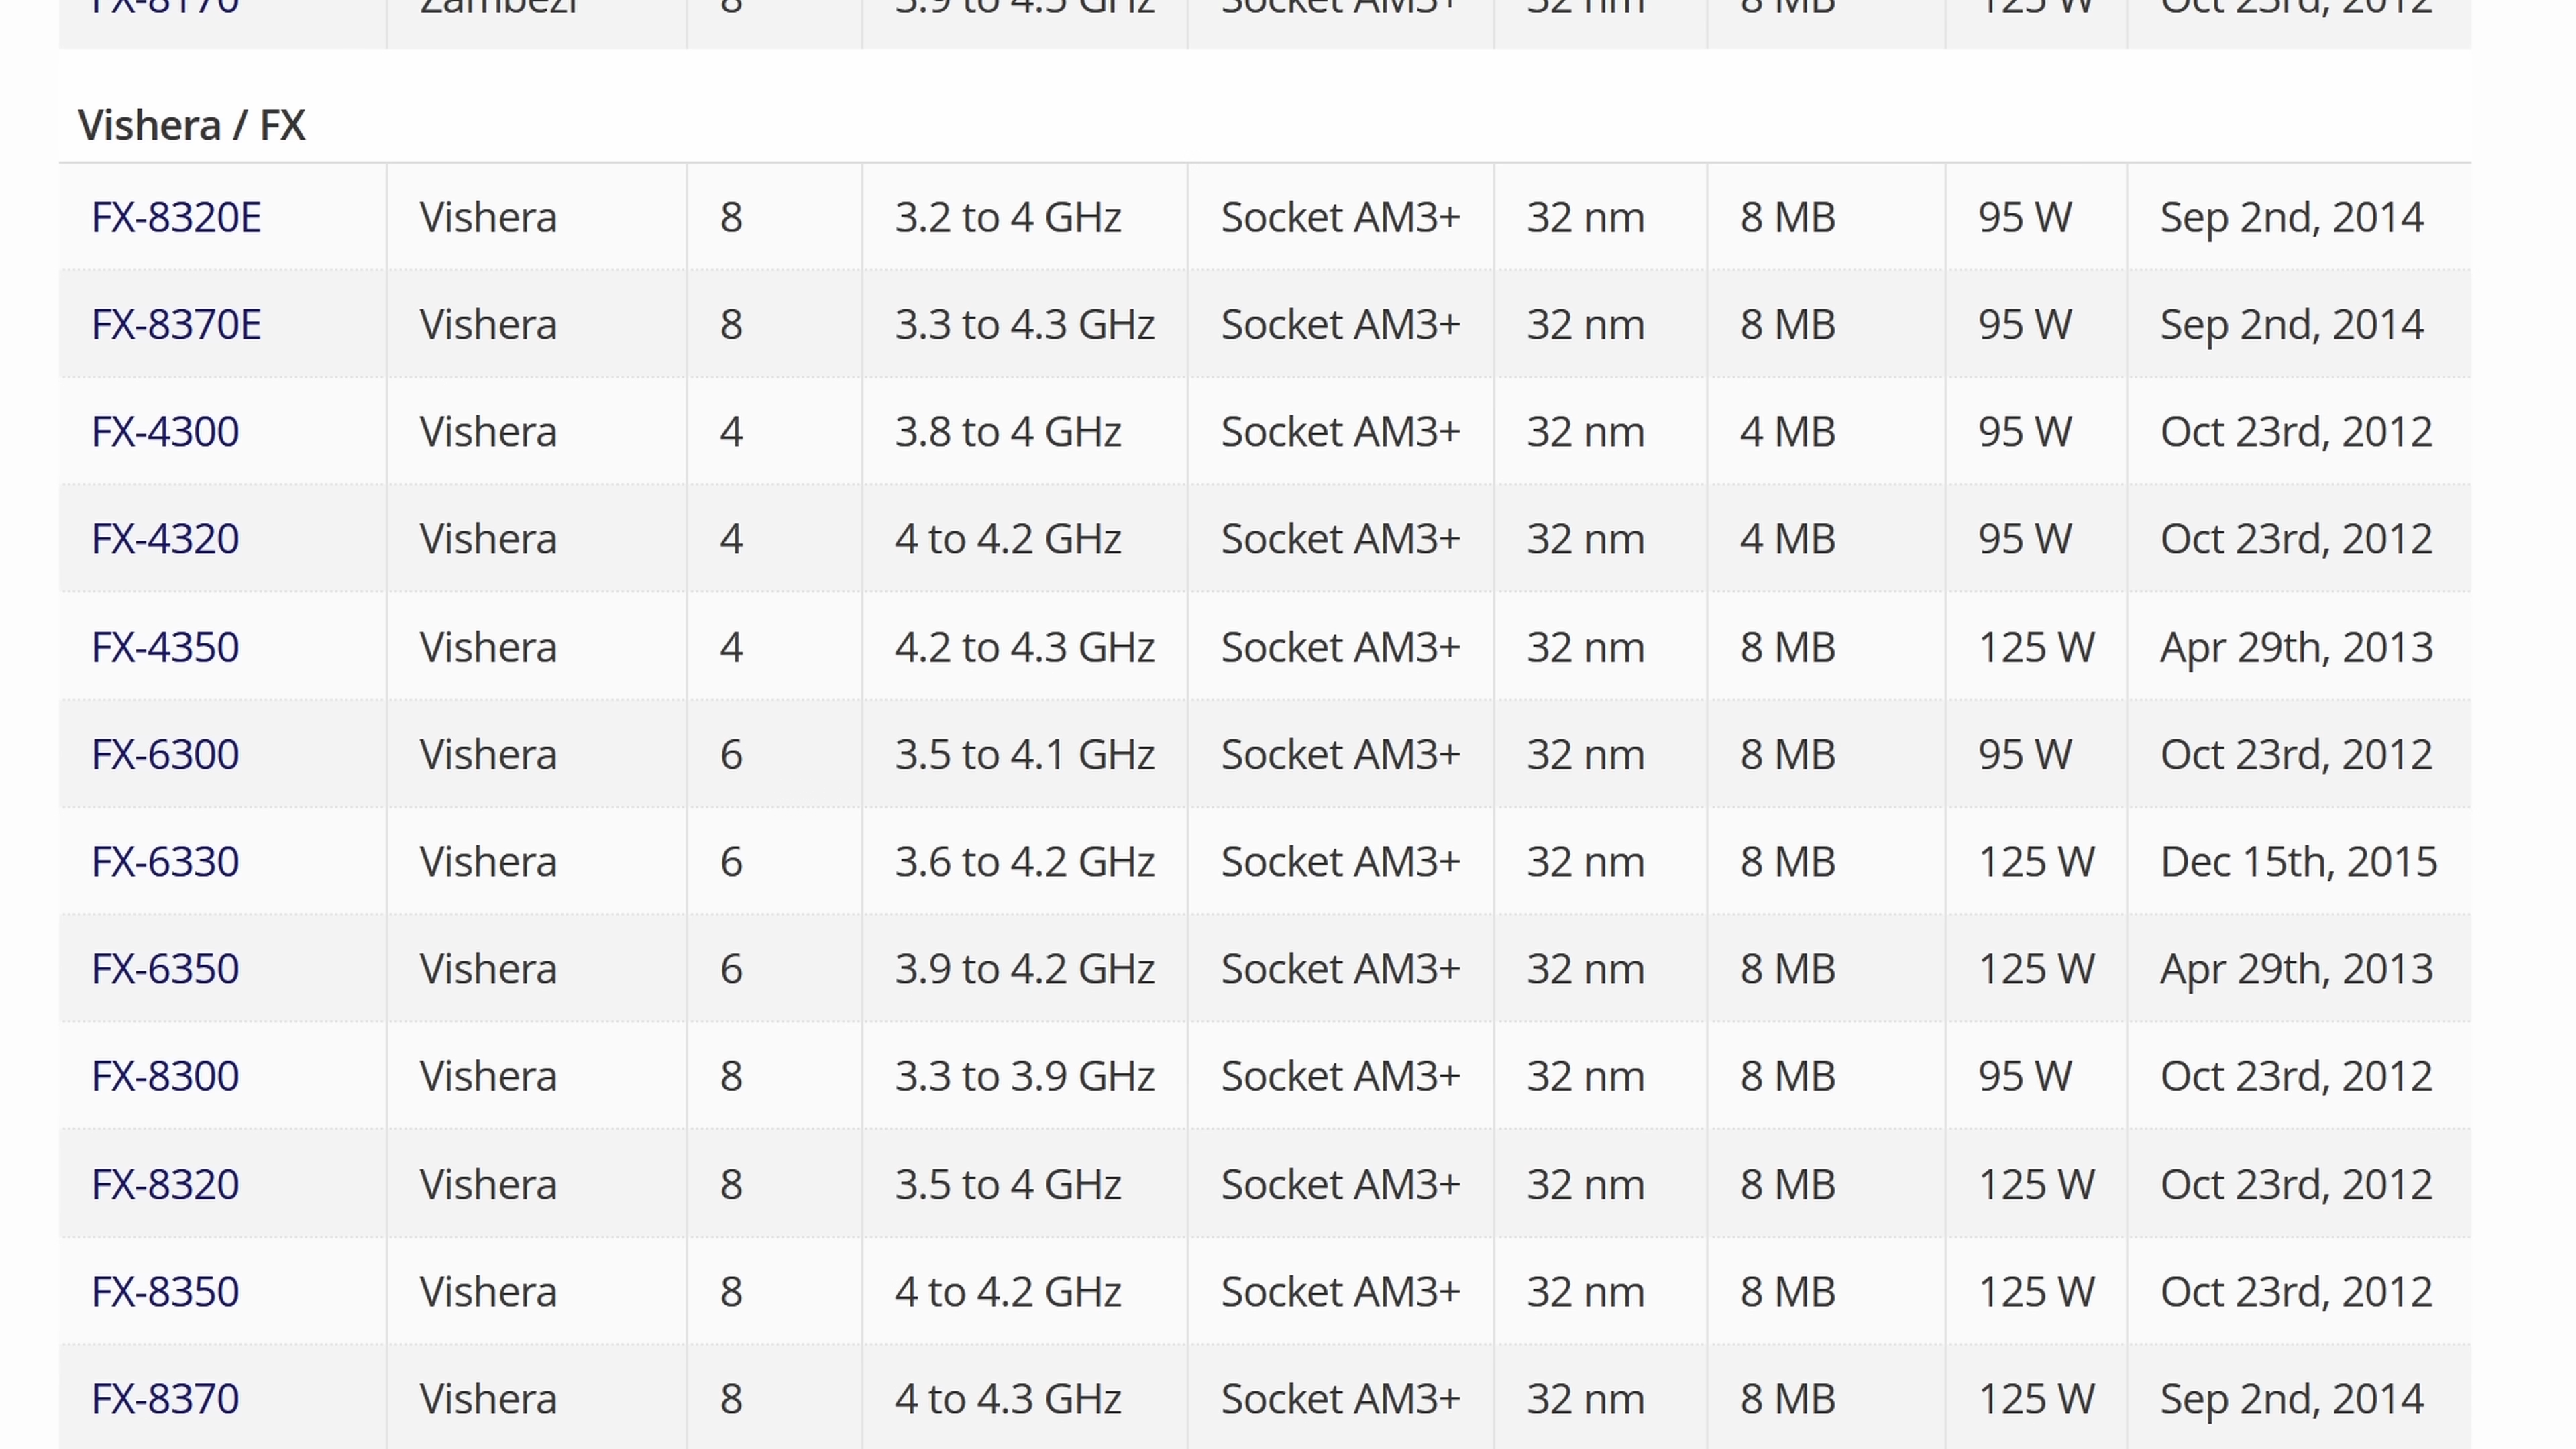 FX-8170 Zambezi 8 3.9 to 4.5 GHz Socket AM3+ 32 nm 8 MB 125 W Oct 23rd, 2012
Vishera / FX
FX-8320E Vishera 8 3.2 to 4 GHz Socket AM3+ 32 nm 8 MB 95 W Sep 2nd, 2014
FX-8370E Vishera 8 3.3 to 4.3 GHz Socket AM3+ 32 nm 8 MB 95 W Sep 2nd, 2014
FX-4300 Vishera 4 3.8 to 4 GHz Socket AM3+ 32 nm 4 MB 95 W Oct 23rd, 2012
FX-4320 Vishera 4 4 to 4.2 GHz Socket AM3+ 32 nm 4 MB 95 W Oct 23rd, 2012
FX-4350 Vishera 4 4.2 to 4.3 GHz Socket AM3+ 32 nm 8 MB 125 W Apr 29th, 2013
FX-6300 Vishera 6 3.5 to 4.1 GHz Socket AM3+ 32 nm 8 MB 95 W Oct 23rd, 2012
FX-6330 Vishera 6 3.6 to 4.2 GHz Socket AM3+ 32 nm 8 MB 125 W Dec 15th, 2015
FX-6350 Vishera 6 3.9 to 4.2 GHz Socket AM3+ 32 nm 8 MB 125 W Apr 29th, 2013
FX-8300 Vishera 8 3.3 to 3.9 GHz Socket AM3+ 32 nm 8 MB 95 W Oct 23rd, 2012
FX-8320 Vishera 8 3.5 to 4 GHz Socket AM3+ 32 nm 8 MB 125 W Oct 23rd, 2012
FX-8350 Vishera 8 4 to 4.2 GHz Socket AM3+ 32 nm 8 MB 125 W Oct 23rd, 2012
FX-8370 Vishera 8 4 to 4.3 GHz Socket AM3+ 32 nm 8 MB 125 W Sep 2nd, 2014